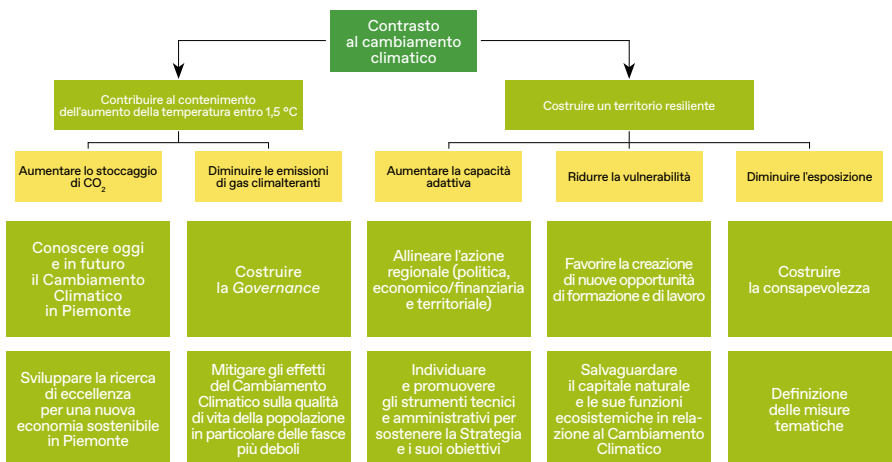 Contrasto
al cambiamento
climatico
Contribuire al contenimento
dell'aumento della temperatura entro 1,5 °C
Costruire un territorio resiliente
Aumentare lo stoccaggio
di CO₂
Diminuire le emissioni
di gas climalteranti
Aumentare la capacità
adattiva
Ridurre la vulnerabilità
Diminuire l'esposizione
Conoscere oggi
e in futuro
il Cambiamento
Climatico
in Piemonte
Costruire
la Governance
Allineare l'azione
regionale (politica,
economico/finanziaria
e territoriale)
Favorire la creazione
di nuove opportunità
di formazione e di lavoro
Costruire
la consapevolezza
Sviluppare la ricerca
di eccellenza
per una nuova
economia sostenibile
in Piemonte
Mitigare gli effetti
del Cambiamento
Climatico sulla qualità
di vita della popolazione
in particolare delle fasce
più deboli
Individuare
e promuovere
gli strumenti tecnici
e amministrativi per
sostenere la Strategia
e i suoi obiettivi
Salvaguardare
il capitale naturale
e le sue funzioni
ecosistemiche in rela-
zione al Cambiamento
Climatico
Definizione
delle misure
tematiche